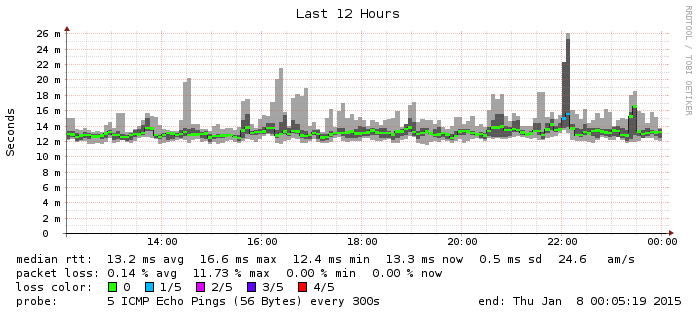 Last 12 Hours
RRDTOOL / TOBI OETIKER
Seconds
26 m
24 m
22 m
20 m
18 m
16 m
14 m
12 m
10 m
8 m
6 m
4 m
2 m
0
14:00 16:00 18:00 20:00 22:00 00:00
median rtt: 13.2 ms avg 16.6 ms max 12.4 ms min 13.3 ms now 0.5 ms sd 24.6 am/s
packet loss: 0.14 % avg 11.73 % max 0.00 % min 0.00 % now
loss color: 0 1/5 2/5 3/5 4/5
probe: 5 ICMP Echo Pings (56 Bytes) every 300s end: Thu Jan 8 00:05:19 2015